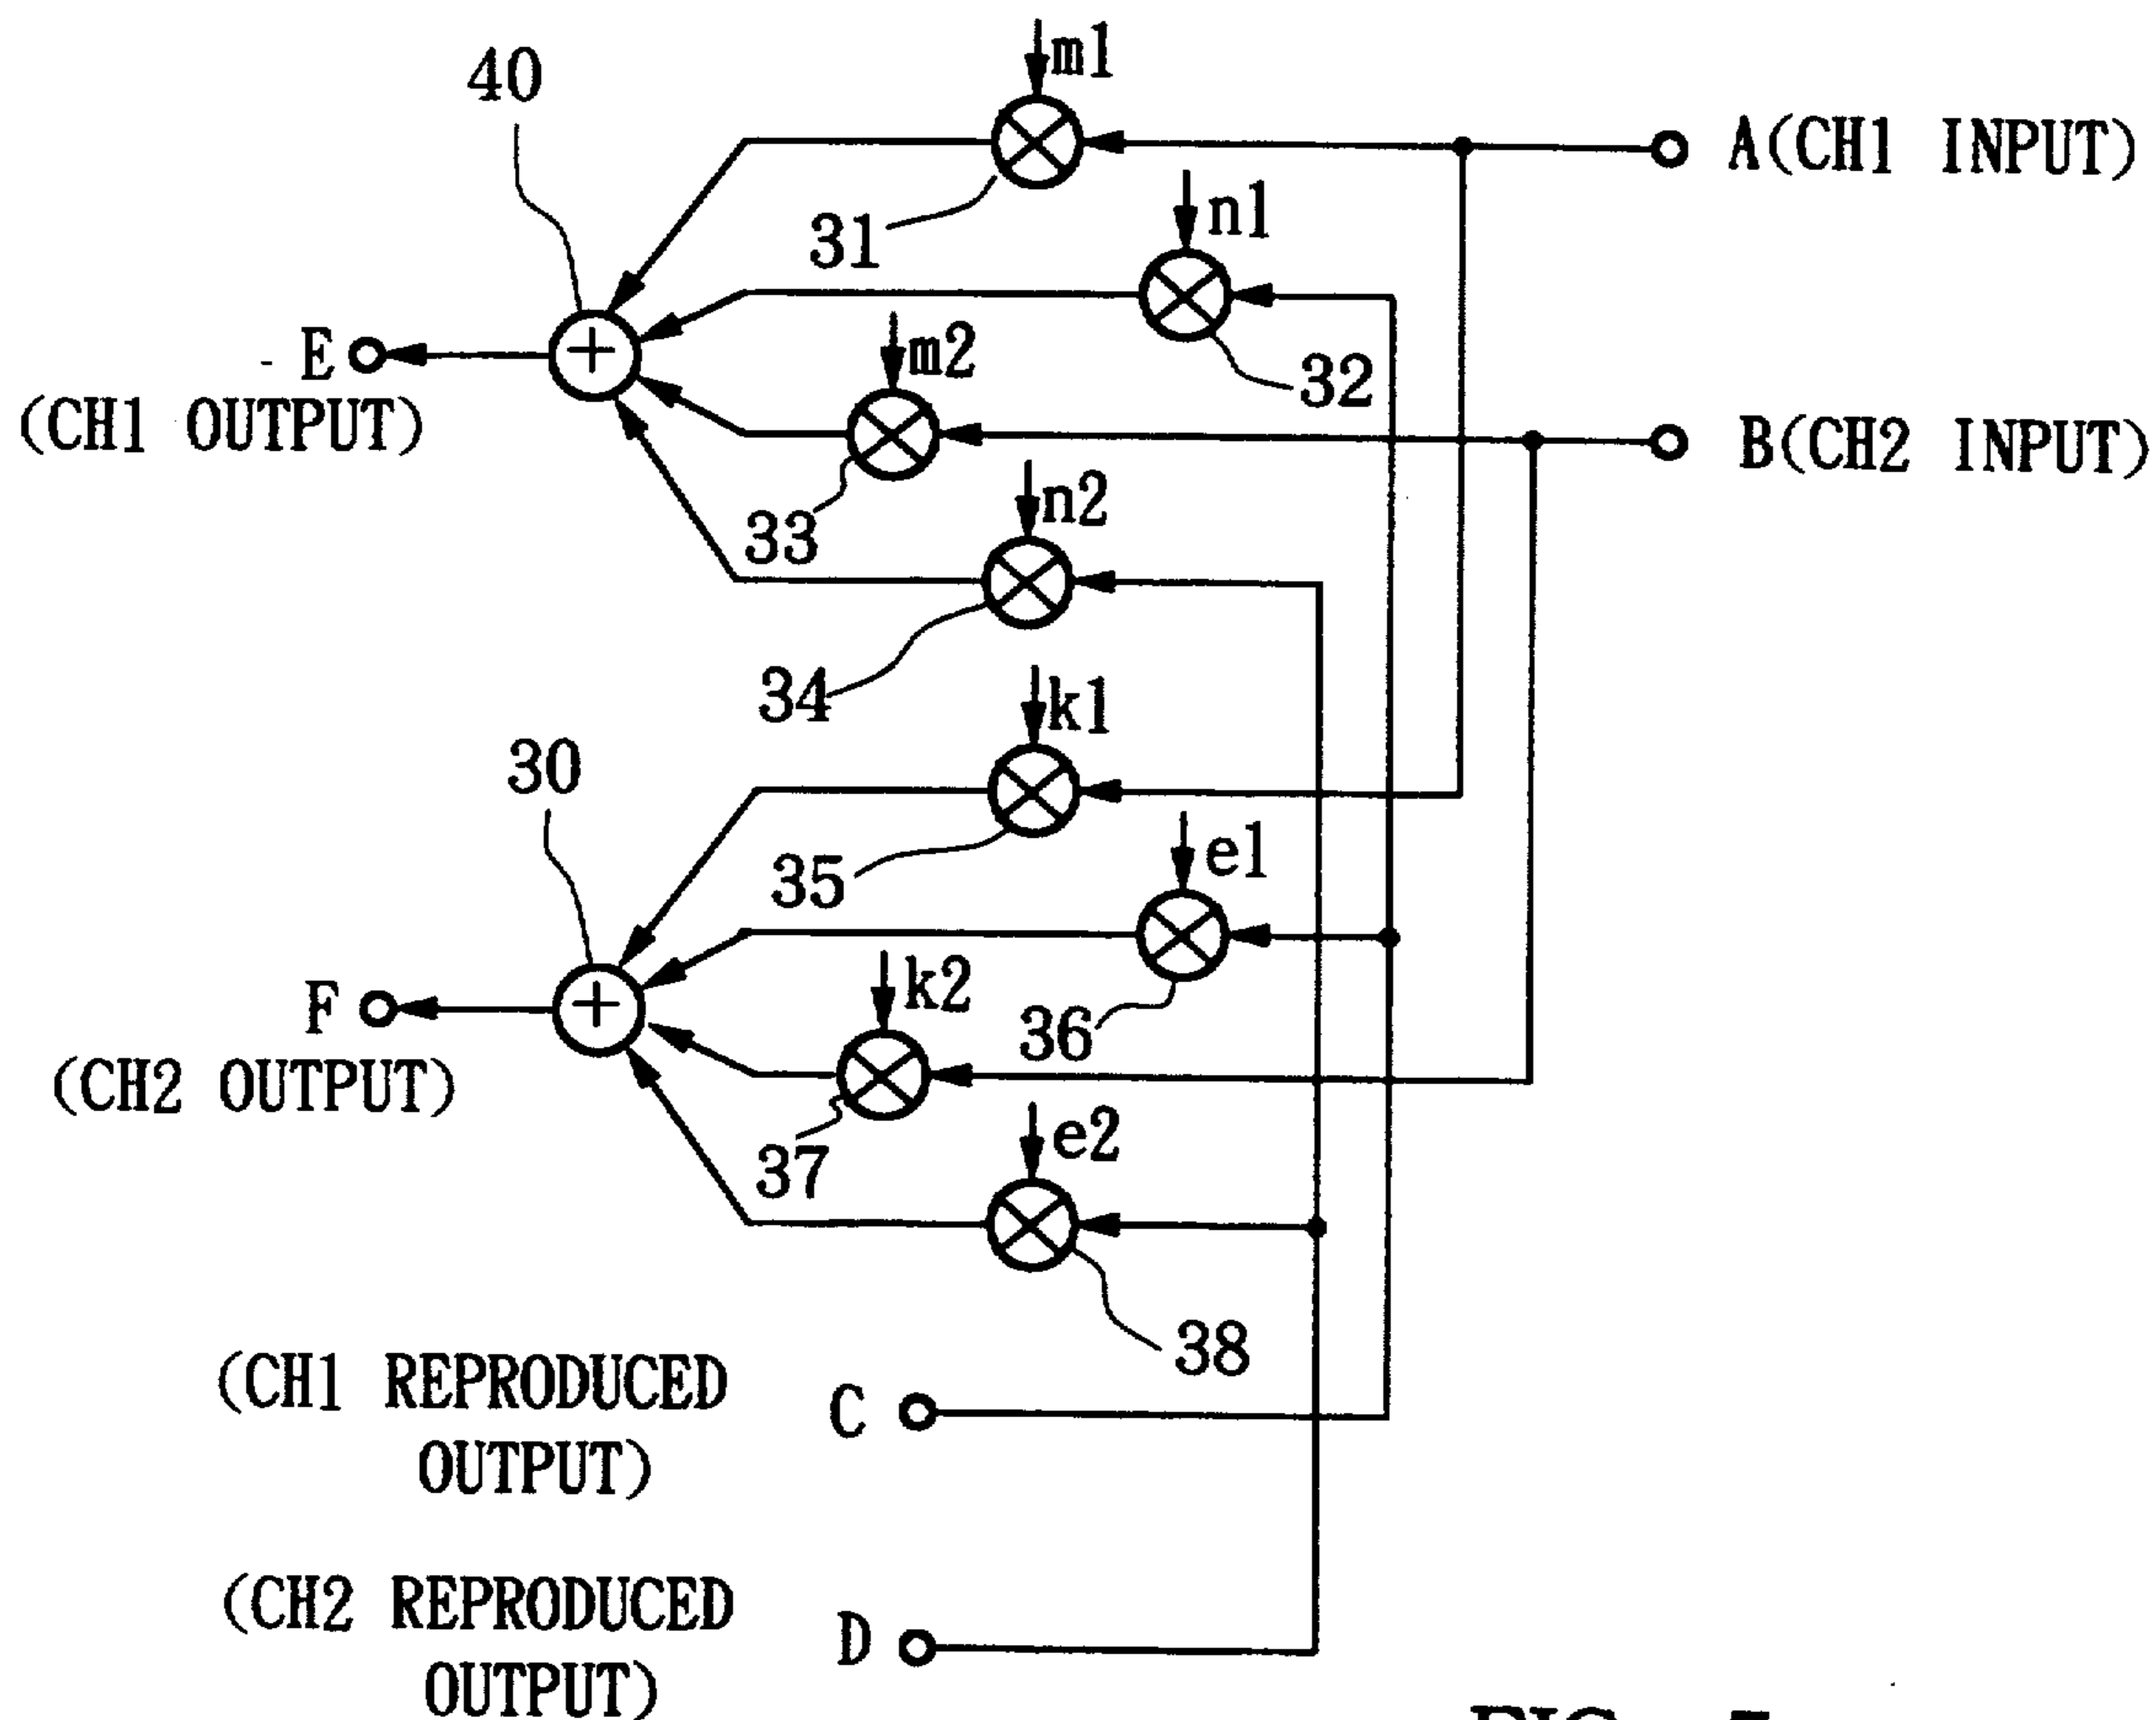 40
m1
A(CH1 INPUT)
31
n1
- E
(CH1 OUTPUT)
m2
32
B(CH2 INPUT)
33
n2
34
k1
30
35
e1
F
(CH2 OUTPUT)
k2
36
37
e2
38
(CH1 REPRODUCED
OUTPUT)
C
(CH2 REPRODUCED
OUTPUT)
D